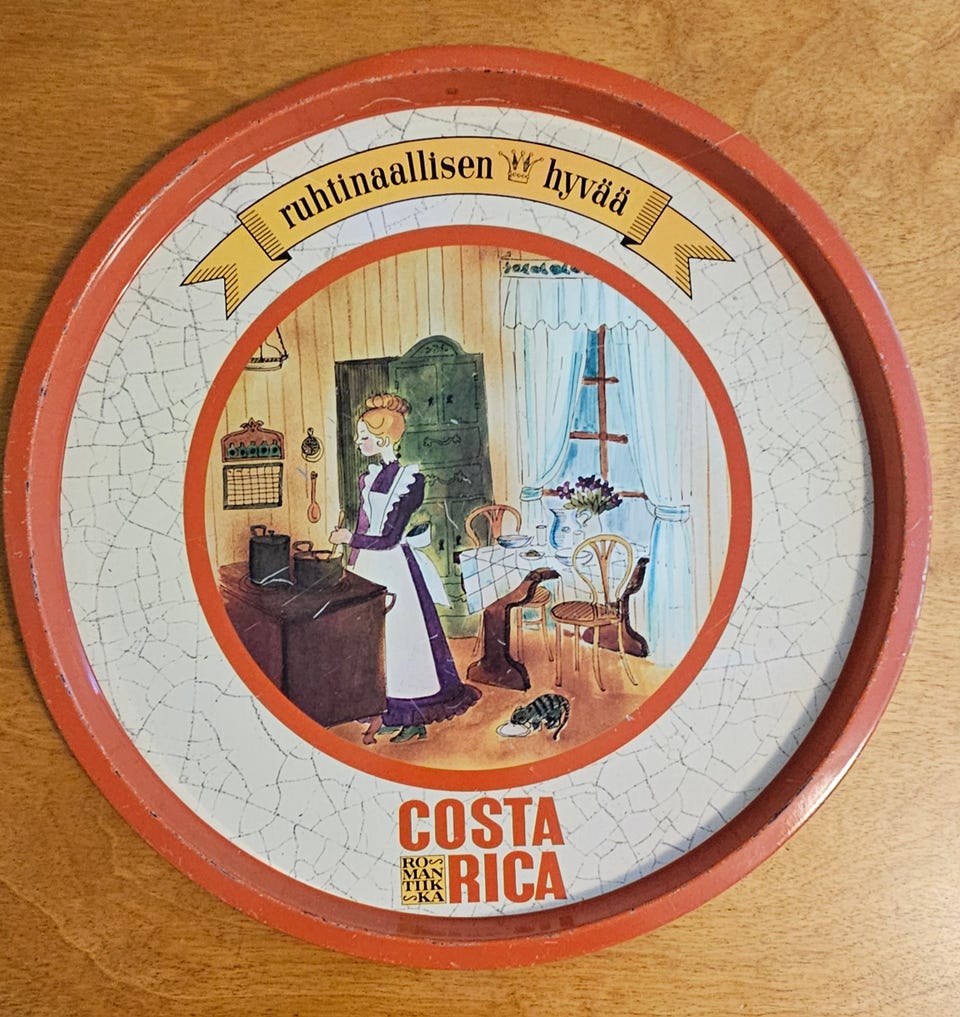 ruhtinaallisen hyvää
COSTA
RICA
RO
MAN
TIIK
KA